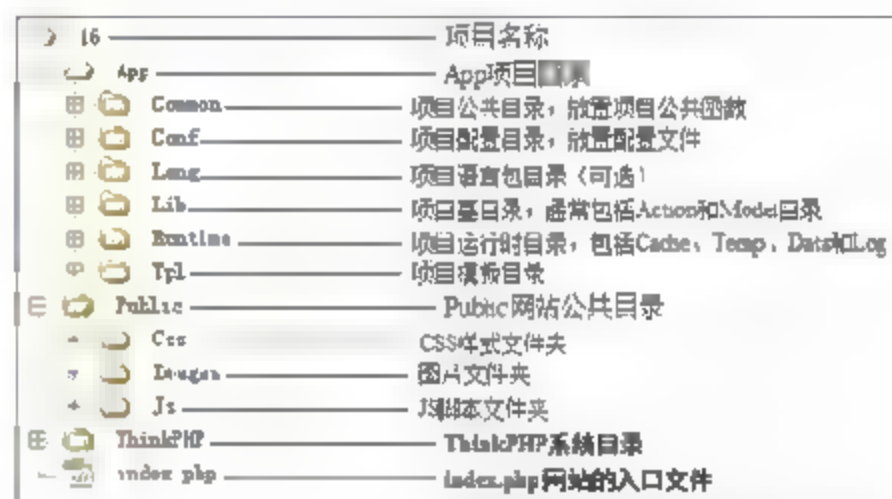 16 项目名称
App App项目目录
Common 项目公共目录，放置项目公共函数
Conf 项目配置目录，放置配置文件
Lang 项目语言包目录（可选）
Lib 项目基目录，通常包括Action和Model目录
Runtime 项目运行时目录，包括Cache、Temp、Data和Log
Tpl 项目模板目录
Public Public网站公共目录
Css CSS样式文件夹
Images 图片文件夹
Js JS脚本文件夹
ThinkPHP ThinkPHP系统目录
index.php index.php网站的入口文件